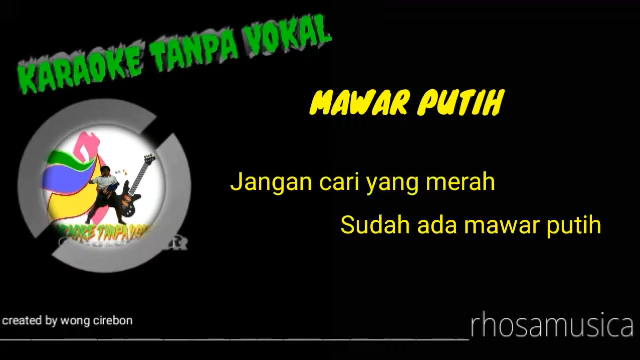 KARAOKE TANPA VOKAL
MAWAR PUTIH
Jangan cari yang merah
Sudah ada mawar putih
created by wong cirebon
rhosamusica